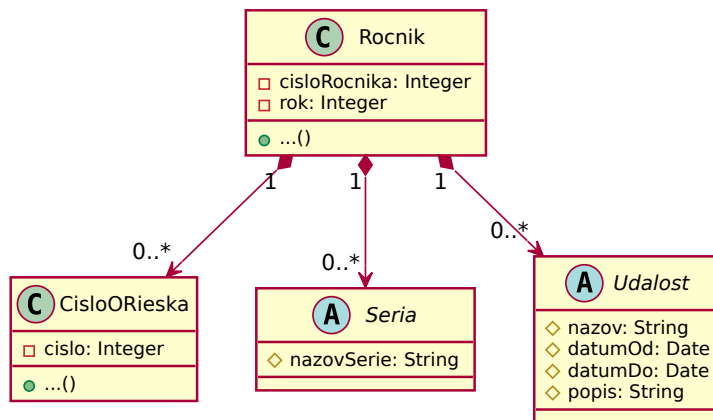 C Rocnik
cisloRocnika: Integer
rok: Integer
...()
1 1 1
0..* 0..* 0..*
C CisloORieska
cislo: Integer
...()
A Seria
nazovSerie: String
A Udalost
nazov: String
datumOd: Date
datumDo: Date
popis: String